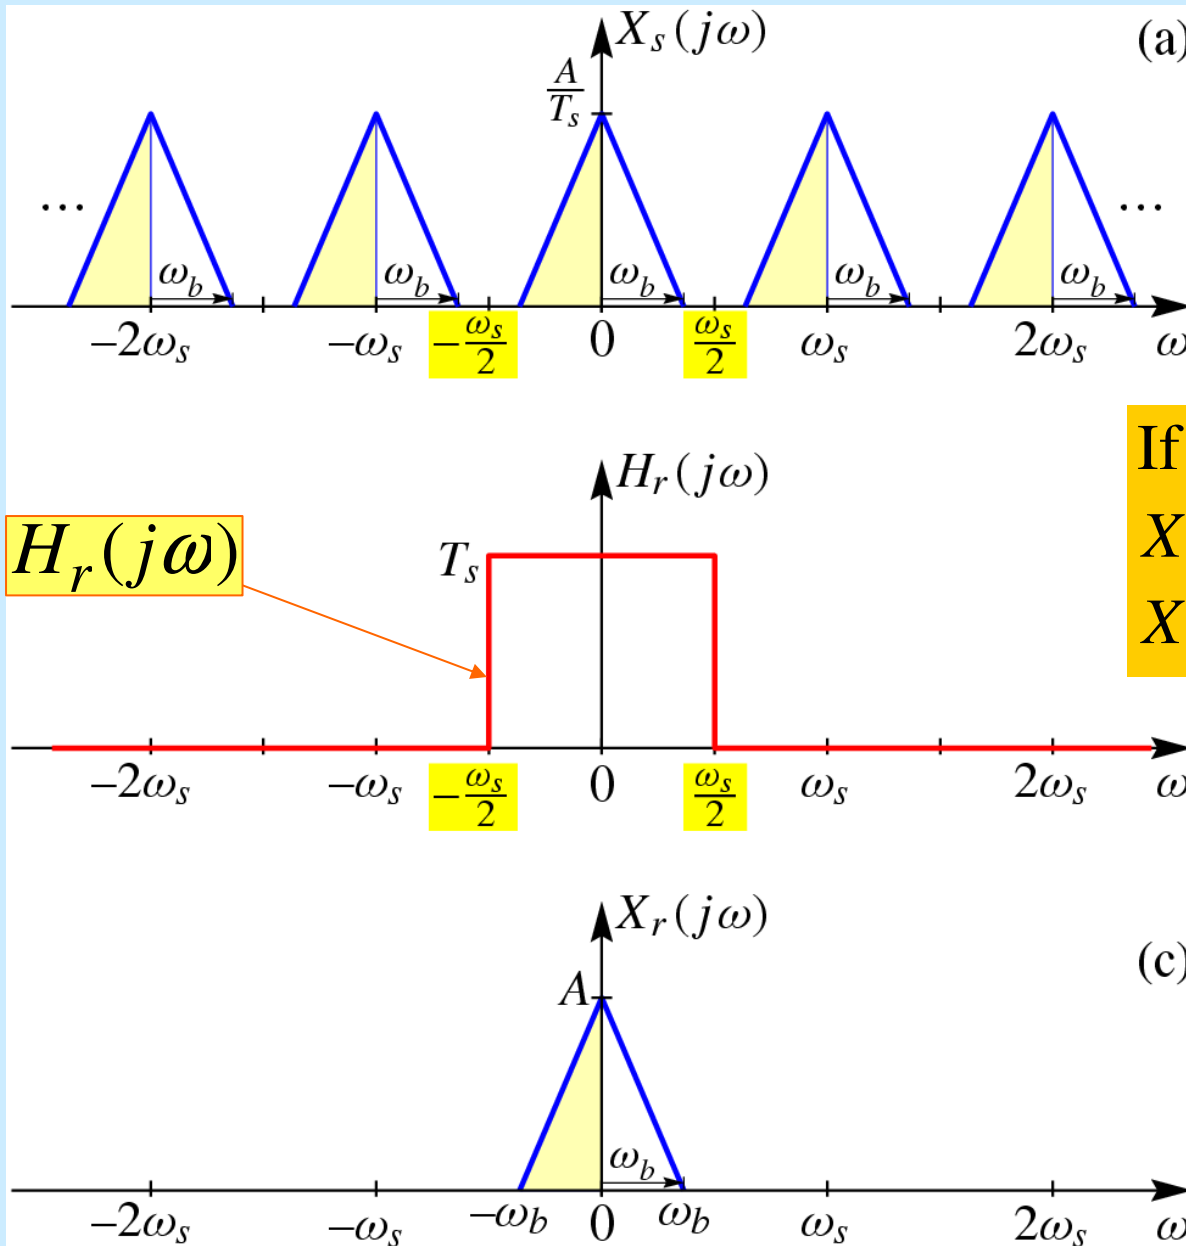 X_s(jω) (a)
A/T_s
... ...
ω_b ω_b ω_b ω_b ω_b
−2ω_s −ω_s −ω_s/2 0 ω_s/2 ω_s 2ω_s ω
H_r(jω)
If
H_r(jω) T_s X
X
−2ω_s −ω_s −ω_s/2 0 ω_s/2 ω_s 2ω_s ω
X_r(jω) (c)
A
ω_b
−2ω_s −ω_s −ω_b 0 ω_b ω_s 2ω_s ω